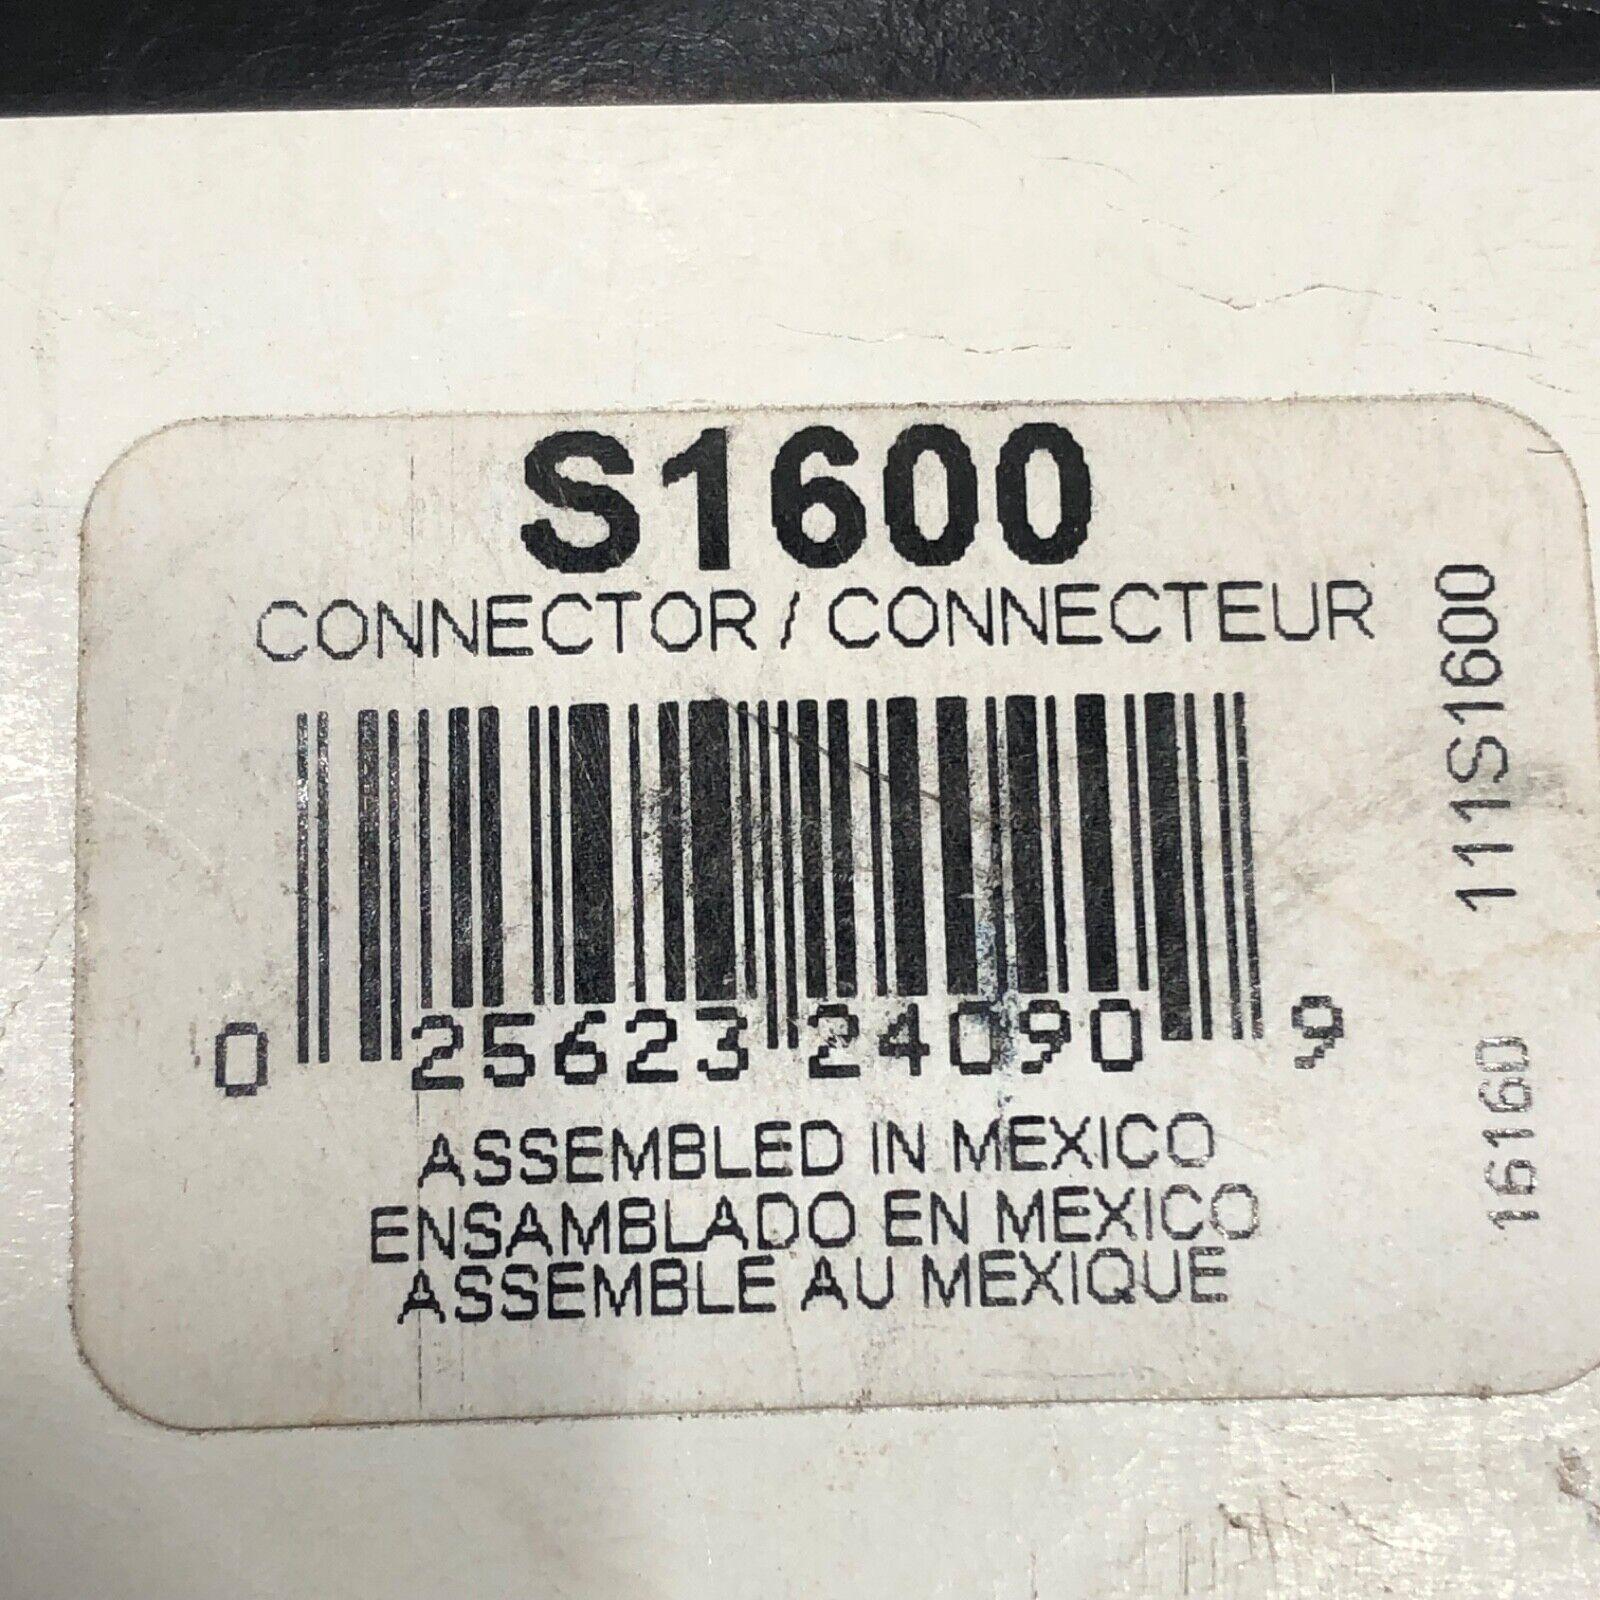 S1600
CONNECTOR / CONNECTEUR
0 25623 24090 9
ASSEMBLED IN MEXICO
ENSAMBLADO EN MEXICO
ASSEMBLE AU MEXIQUE
16160 111S1600